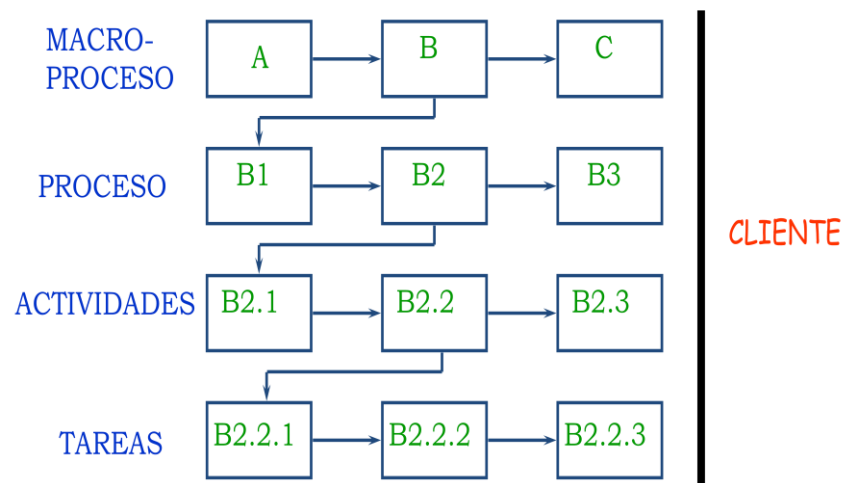 MACRO-
PROCESO
A
B
C
PROCESO
B1
B2
B3
CLIENTE
ACTIVIDADES
B2.1
B2.2
B2.3
TAREAS
B2.2.1
B2.2.2
B2.2.3